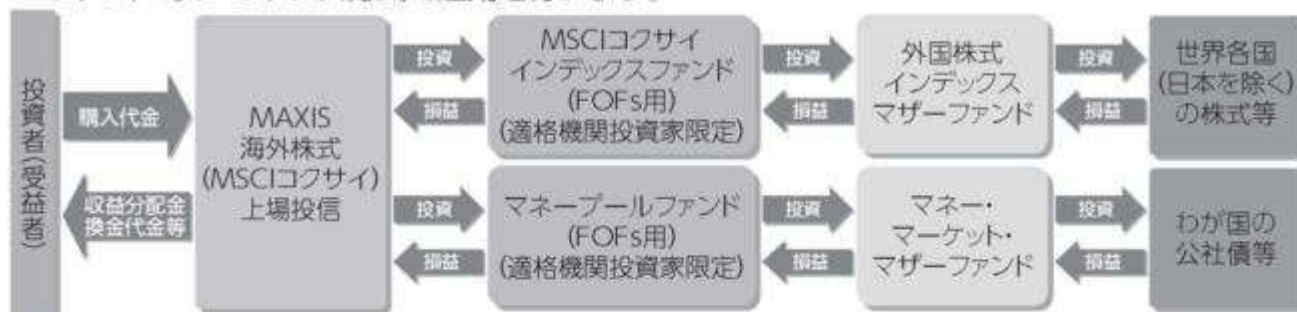 投資者(受益者)
購入代金
収益分配金
換金代金等
MAXIS
海外株式
(MSCIコクサイ)
上場投信
投資
損益
MSCIコクサイ
インデックスファンド
(FOFs用)
(適格機関投資家限定)
投資
損益
外国株式
インデックス
マザーファンド
投資
損益
世界各国
(日本を除く)
の株式等
投資
損益
マネープールファンド
(FOFs用)
(適格機関投資家限定)
投資
損益
マネー・
マーケット・
マザーファンド
投資
損益
わが国の
公社債等